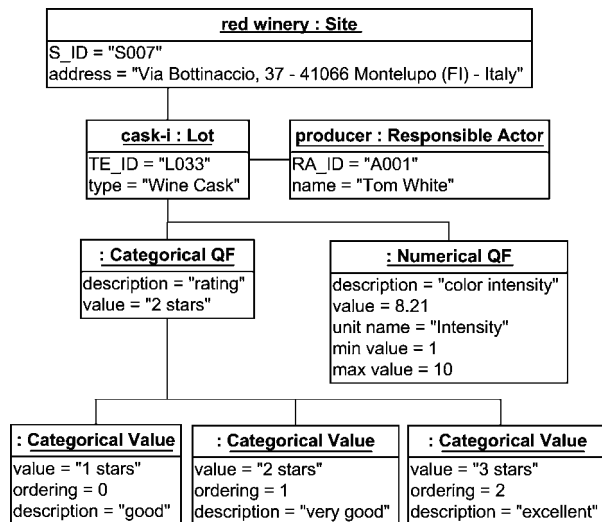 red winery : Site
S_ID = "S007"
address = "Via Bottinaccio, 37 - 41066 Montelupo (FI) - Italy"
cask-i : Lot
TE_ID = "L033"
type = "Wine Cask"
producer : Responsible Actor
RA_ID = "A001"
name = "Tom White"
: Categorical QF
description = "rating"
value = "2 stars"
: Numerical QF
description = "color intensity"
value = 8.21
unit name = "Intensity"
min value = 1
max value = 10
: Categorical Value
value = "1 stars"
ordering = 0
description = "good"
: Categorical Value
value = "2 stars"
ordering = 1
description = "very good"
: Categorical Value
value = "3 stars"
ordering = 2
description = "excellent"